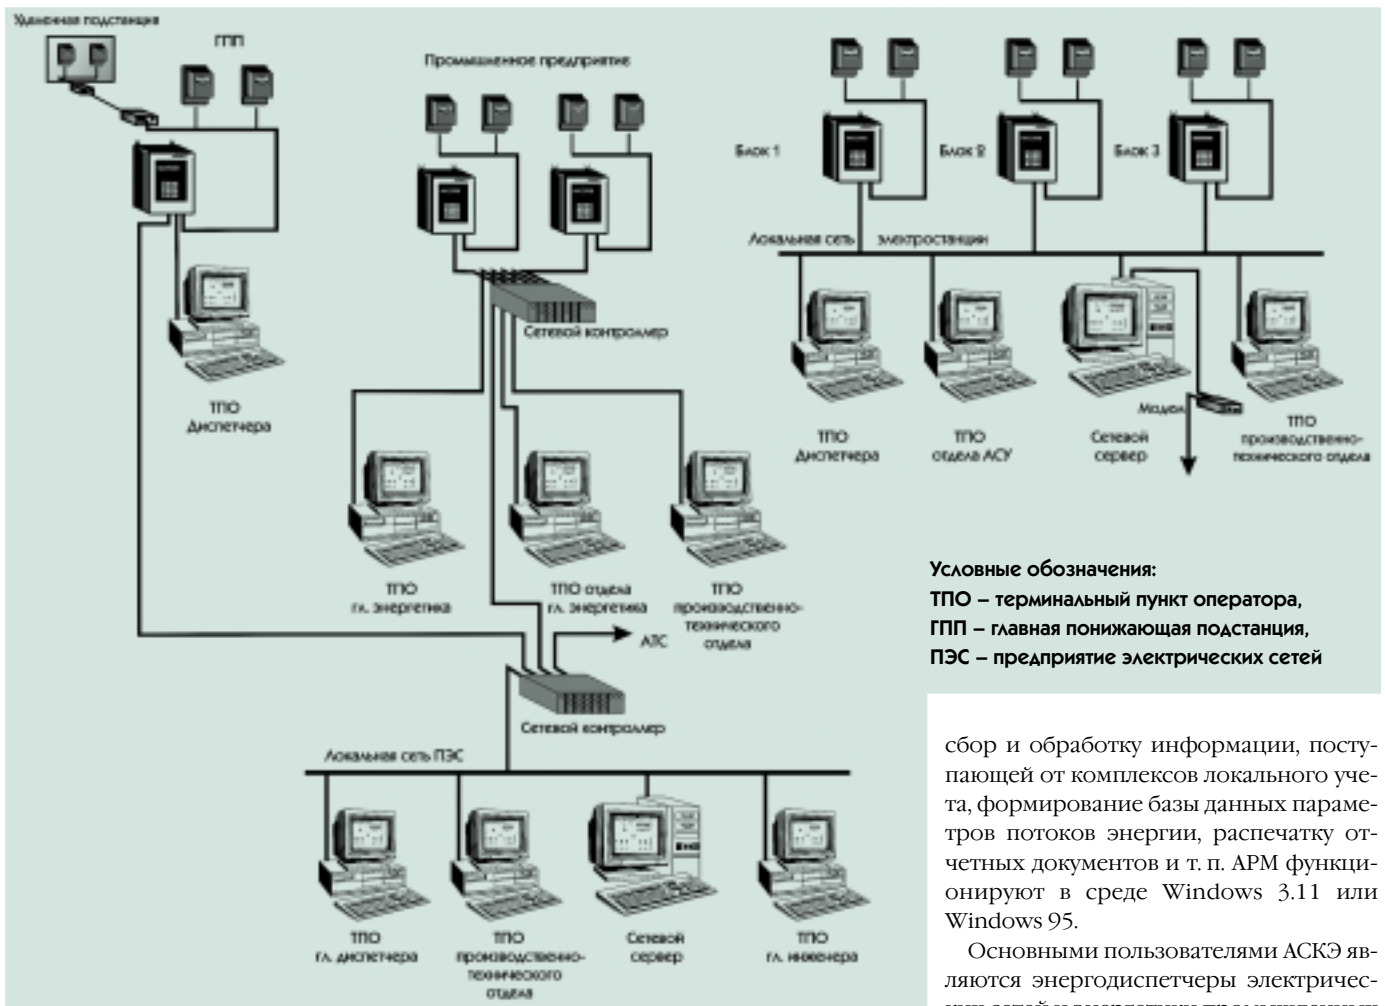 Удаленная подстанция
ГПП
Промышленное предприятие
Блок 1
Блок 2
Блок 3
Локальная сеть электростанции
Сетевой контроллер
ТПО
Диспетчера
Модем
ТПО
Диспетчера
ТПО
отдела АСУ
Сетевой
сервер
ТПО
производственно-
технического отдела
ТПО
гл. энергетика
ТПО отдела
гл. энергетика
ТПО
производственно-
технического
отдела
АТС
Сетевой контроллер
Локальная сеть ПЭС
ТПО
гл. диспетчера
ТПО
производственно-
технического
отдела
Сетевой
сервер
ТПО
гл. инженера
Условные обозначения:
ТПО – терминальный пункт оператора,
ГПП – главная понижающая подстанция,
ПЭС – предприятие электрических сетей
сбор и обработку информации, посту-
пающей от комплексов локального уче-
та, формирование базы данных параме-
тров потоков энергии, распечатку от-
четных документов и т. п. АРМ функци-
онируют в среде Windows 3.11 или
Windows 95.
Основными пользователями АСКЭ яв-
ляются энергодиспетчеры электричес-